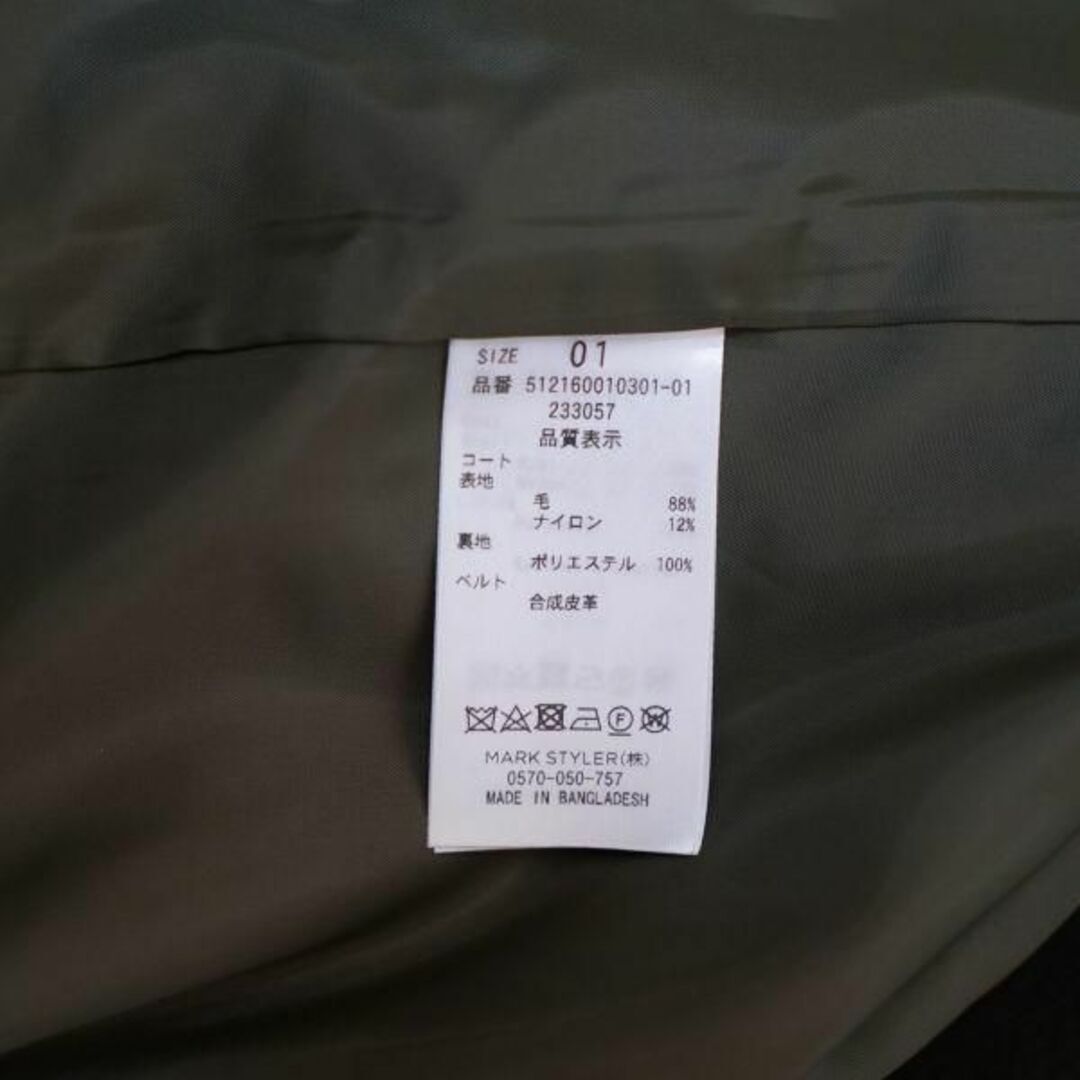 SIZE 01
品番 512160010301-01
233057
品質表示
コート
表地
毛 88%
ナイロン 12%
裏地
ポリエステル 100%
ベルト
合成皮革
F
W
MARK STYLER(株)
0570-050-757
MADE IN BANGLADESH